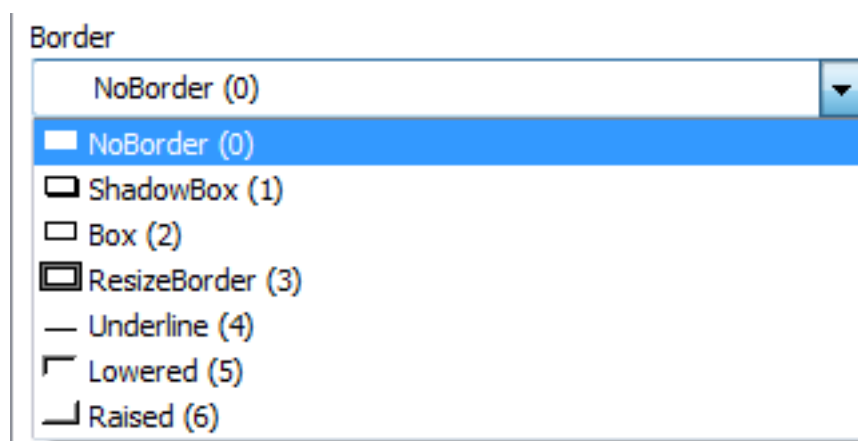 Border
NoBorder (0)
NoBorder (0)
ShadowBox (1)
Box (2)
ResizeBorder (3)
Underline (4)
Lowered (5)
Raised (6)